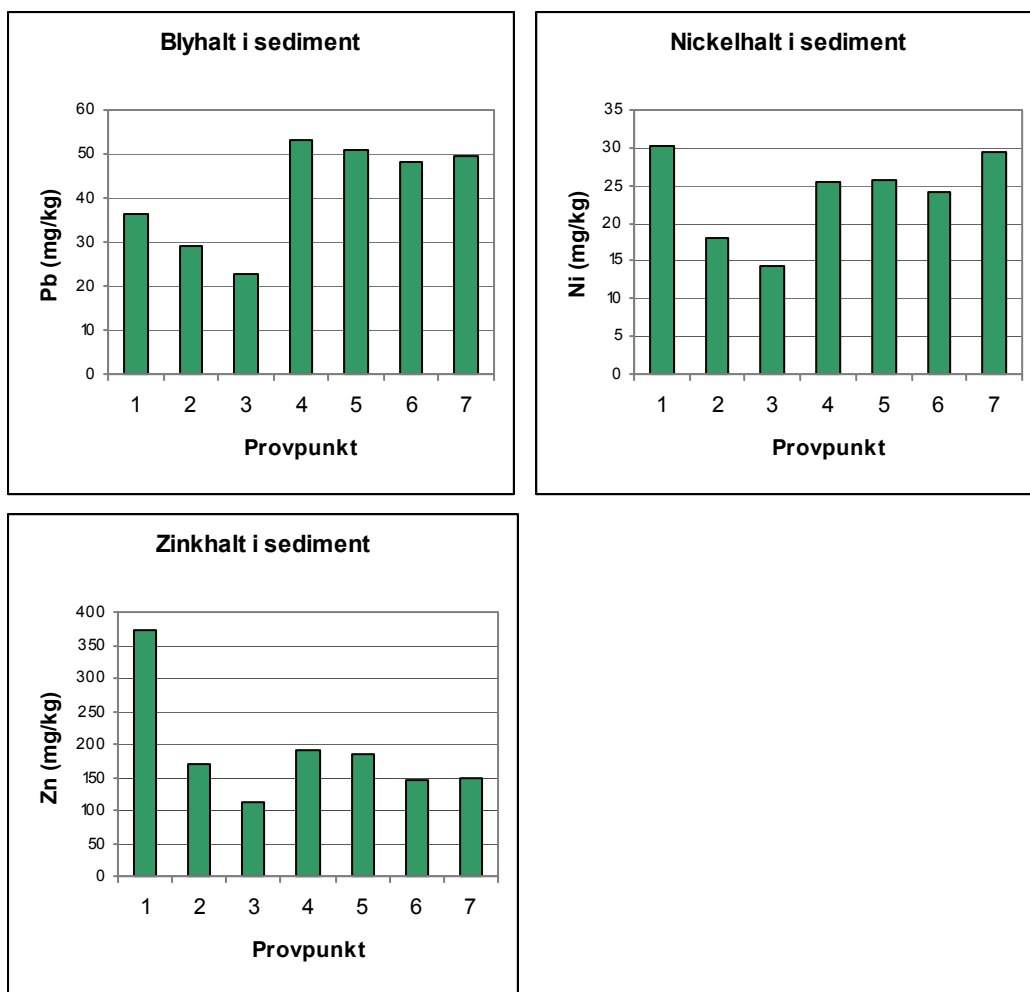 Blyhalt i sediment
60
50
40
30
20
10
0
Pb (mg/kg)
1 2 3 4 5 6 7
Provpunkt
Nickelhalt i sediment
35
30
25
20
15
10
5
0
Ni (mg/kg)
1 2 3 4 5 6 7
Provpunkt
Zinkhalt i sediment
400
350
300
250
200
150
100
50
0
Zn (mg/kg)
1 2 3 4 5 6 7
Provpunkt